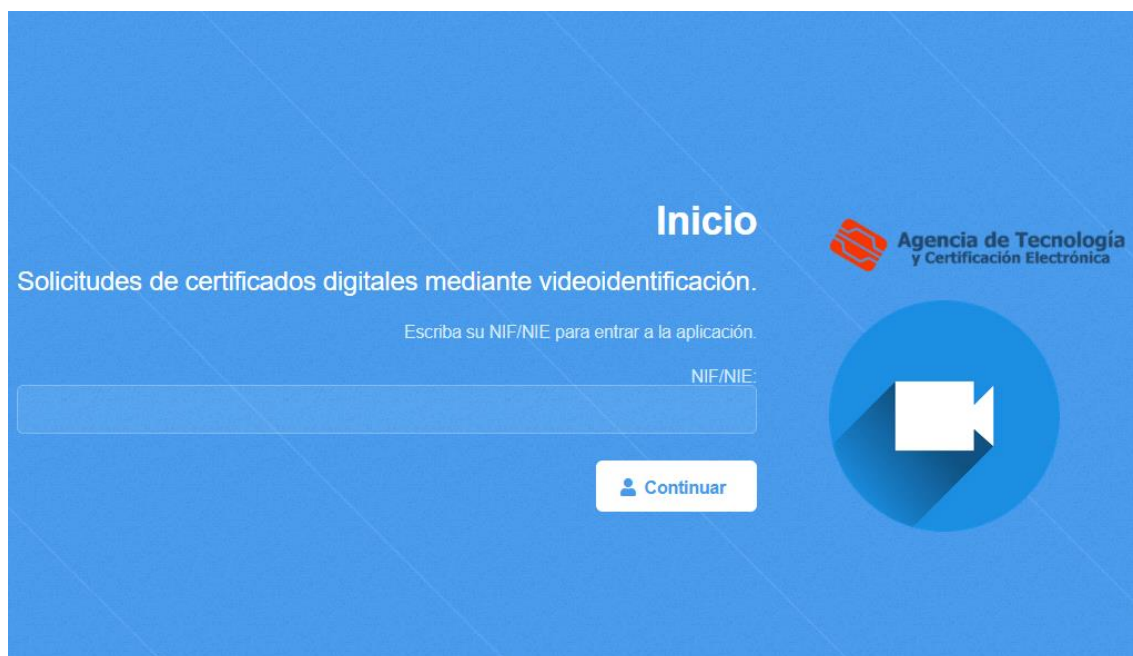 Inicio
Solicitudes de certificados digitales mediante videoidentificación.
Escriba su NIF/NIE para entrar a la aplicación.
NIF/NIE:
Continuar
Agencia de Tecnología
y Certificación Electrónica